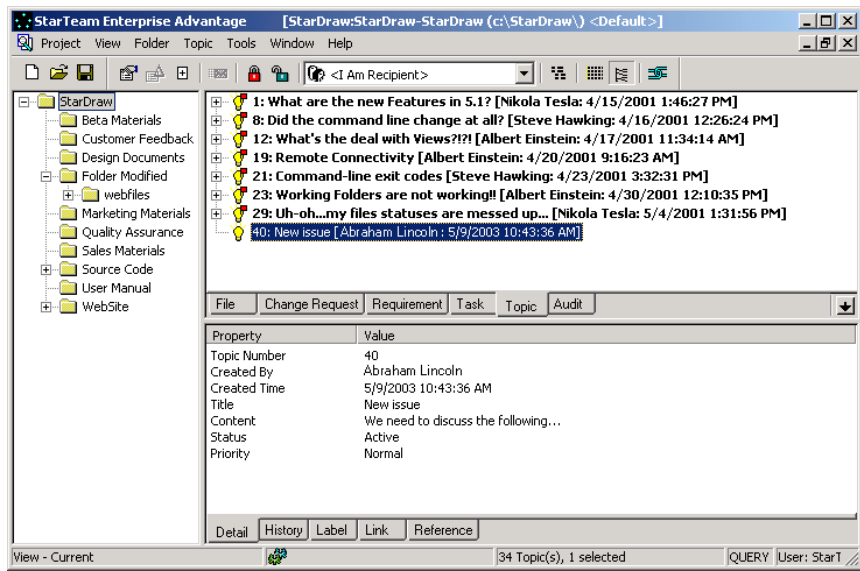 StarTeam Enterprise Advantage [StarDraw:StarDraw-StarDraw (c:\StarDraw\) <Default>]
Project View Folder Topic Tools Window Help
<I Am Recipient>
StarDraw
Beta Materials
Customer Feedback
Design Documents
Folder Modified
webfiles
Marketing Materials
Quality Assurance
Sales Materials
Source Code
User Manual
WebSite
1: What are the new Features in 5.1? [Nikola Tesla: 4/15/2001 1:46:27 PM]
8: Did the command line change at all? [Steve Hawking: 4/16/2001 12:26:24 PM]
12: What's the deal with Views?!?! [Albert Einstein: 4/17/2001 11:34:14 AM]
19: Remote Connectivity [Albert Einstein: 4/20/2001 9:16:23 AM]
21: Command-line exit codes [Steve Hawking: 4/23/2001 3:32:31 PM]
23: Working Folders are not working!! [Albert Einstein: 4/30/2001 12:10:35 PM]
29: Uh-oh...my files statuses are messed up... [Nikola Tesla: 5/4/2001 1:31:56 PM]
40: New issue [Abraham Lincoln : 5/9/2003 10:43:36 AM]
File Change Request Requirement Task Topic Audit
Property Value
Topic Number 40
Created By Abraham Lincoln
Created Time 5/9/2003 10:43:36 AM
Title New issue
Content We need to discuss the following...
Status Active
Priority Normal
Detail History Label Link Reference
View - Current 34 Topic(s), 1 selected QUERY User: StarT